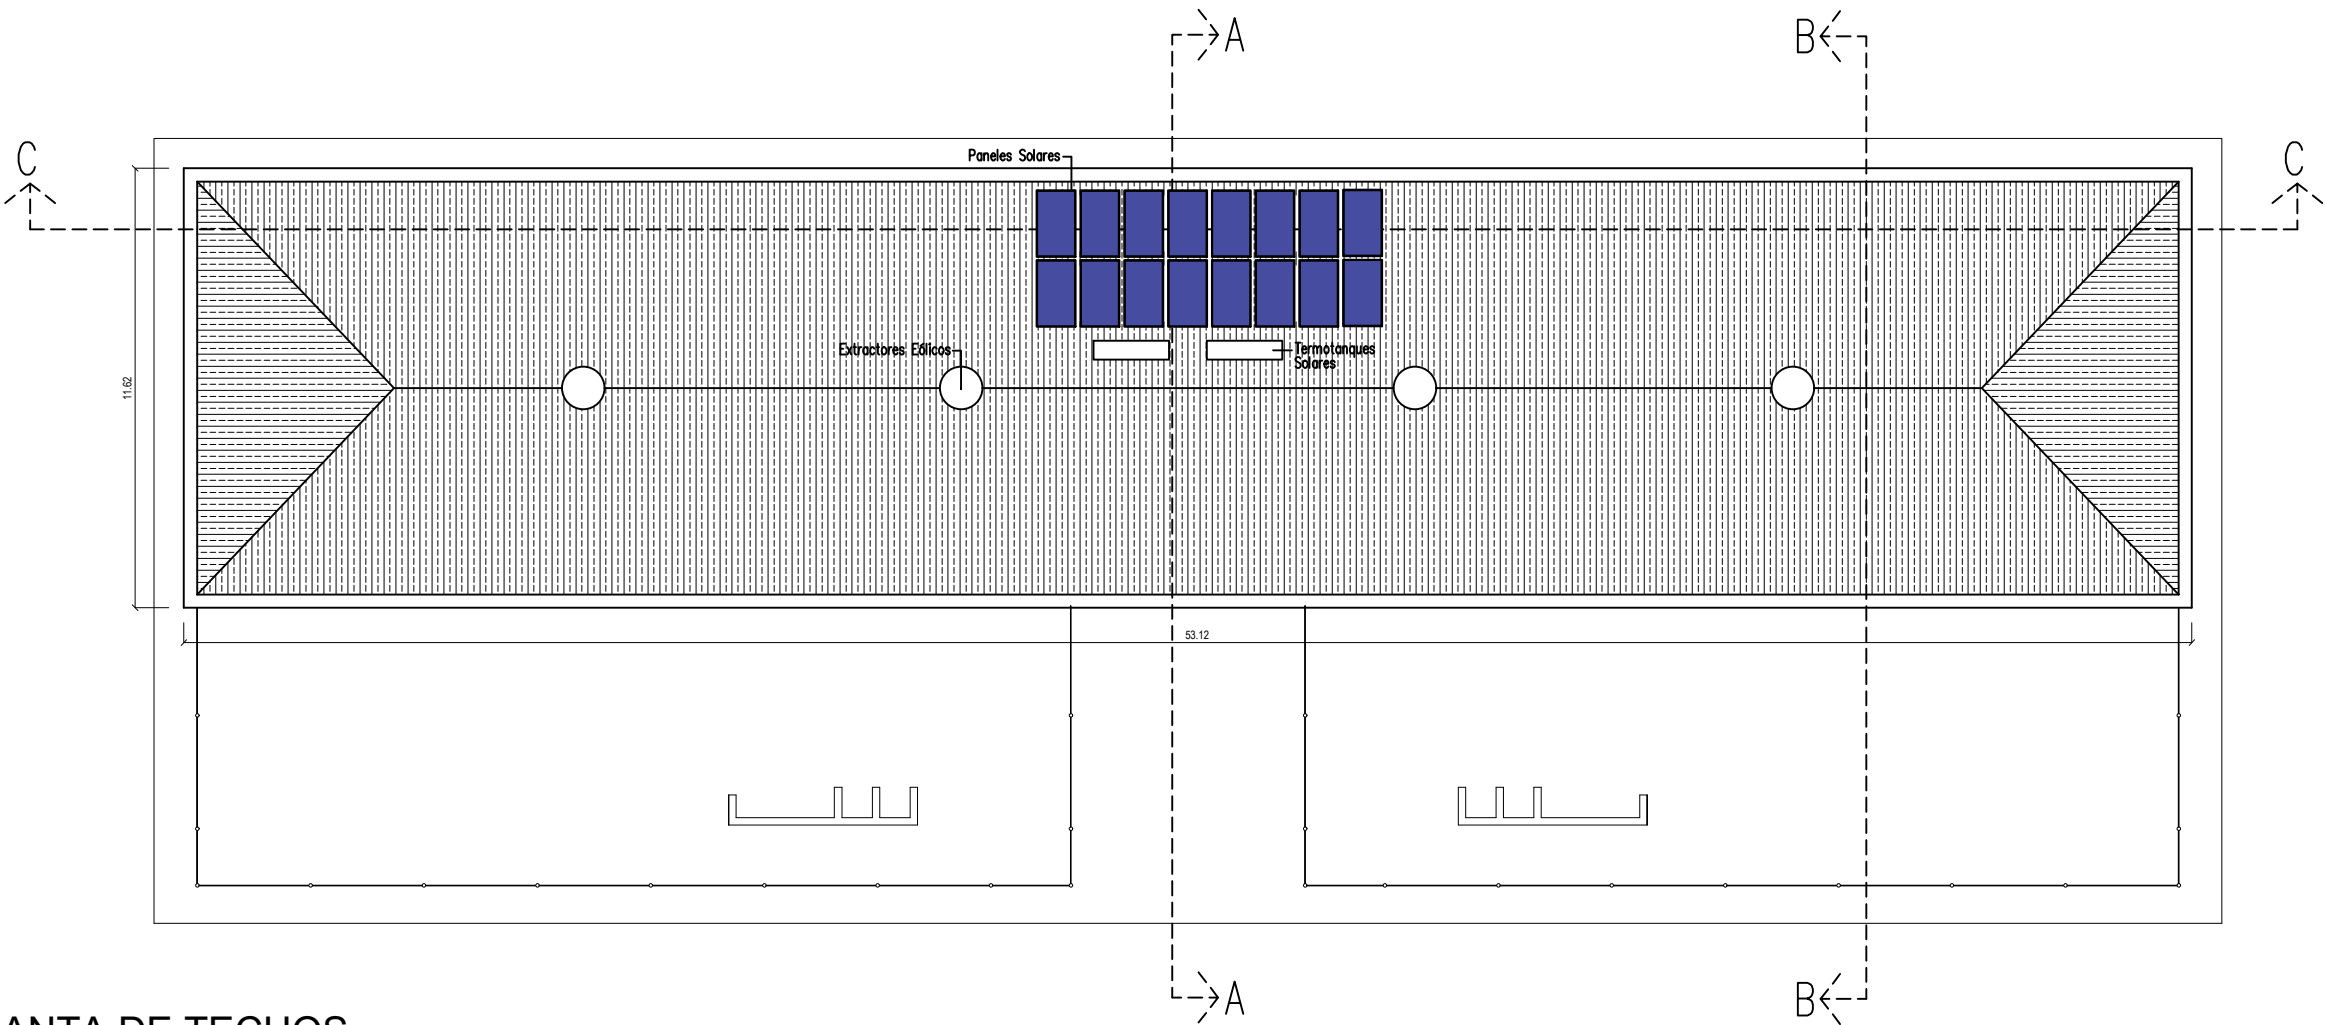 A
B
C
C
Paneles Solares
Extractores Eólicos
Termotanques
Solares
11.62
53.12
A
B
ANTA DE TECHOS